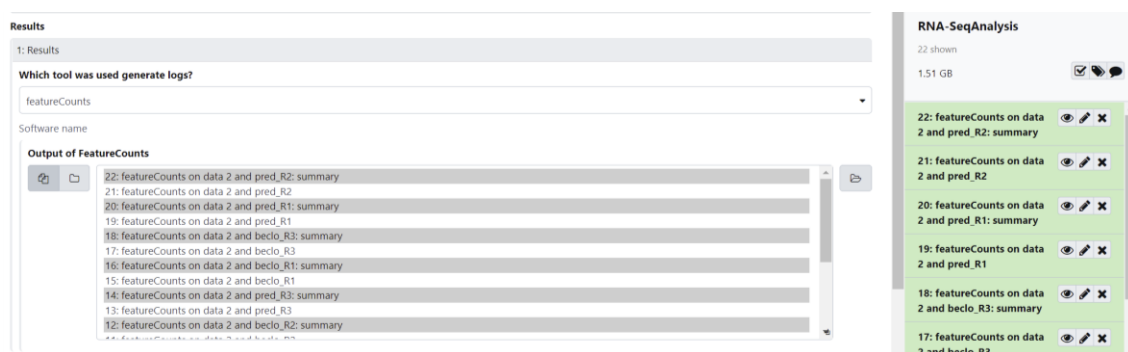 Results
1: Results
Which tool was used generate logs?
featureCounts
Software name
Output of FeatureCounts
22: featureCounts on data 2 and pred_R2: summary
21: featureCounts on data 2 and pred_R2
20: featureCounts on data 2 and pred_R1: summary
19: featureCounts on data 2 and pred_R1
18: featureCounts on data 2 and beclo_R3: summary
17: featureCounts on data 2 and beclo_R3
16: featureCounts on data 2 and beclo_R1: summary
15: featureCounts on data 2 and beclo_R1
14: featureCounts on data 2 and pred_R3: summary
13: featureCounts on data 2 and pred_R3
12: featureCounts on data 2 and beclo_R2: summary
RNA-SeqAnalysis
22 shown
1.51 GB
22: featureCounts on data
2 and pred_R2: summary
21: featureCounts on data
2 and pred_R2
20: featureCounts on data
2 and pred_R1: summary
19: featureCounts on data
2 and pred_R1
18: featureCounts on data
2 and beclo_R3: summary
17: featureCounts on data
2 and beclo_R3